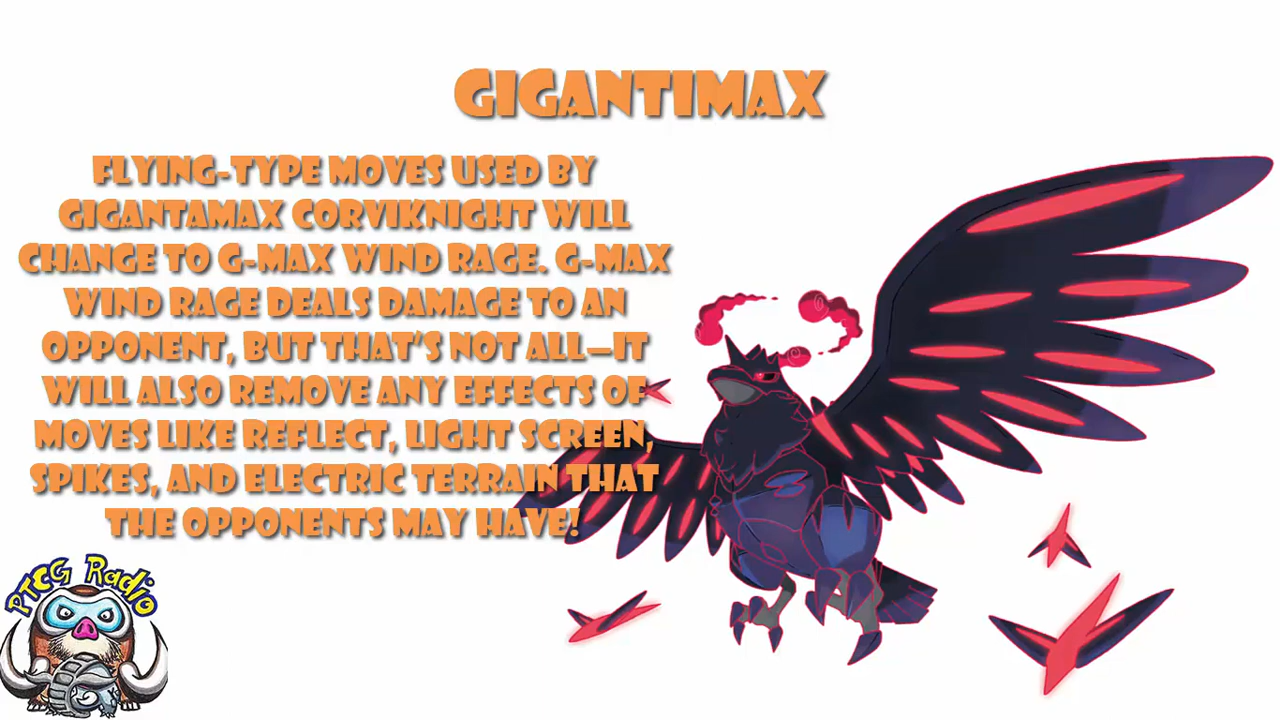 GIGANTIMAX
FLYING-TYPE MOVES USED BY
GIGANTAMAX CORVIKNIGHT WILL
CHANGE TO G-MAX WIND RAGE. G-MAX
WIND RAGE DEALS DAMAGE TO AN
OPPONENT, BUT THAT'S NOT ALL—IT
WILL ALSO REMOVE ANY EFFECTS OF
MOVES LIKE REFLECT, LIGHT SCREEN,
SPIKES, AND ELECTRIC TERRAIN THAT
THE OPPONENTS MAY HAVE!
PTCG Radio